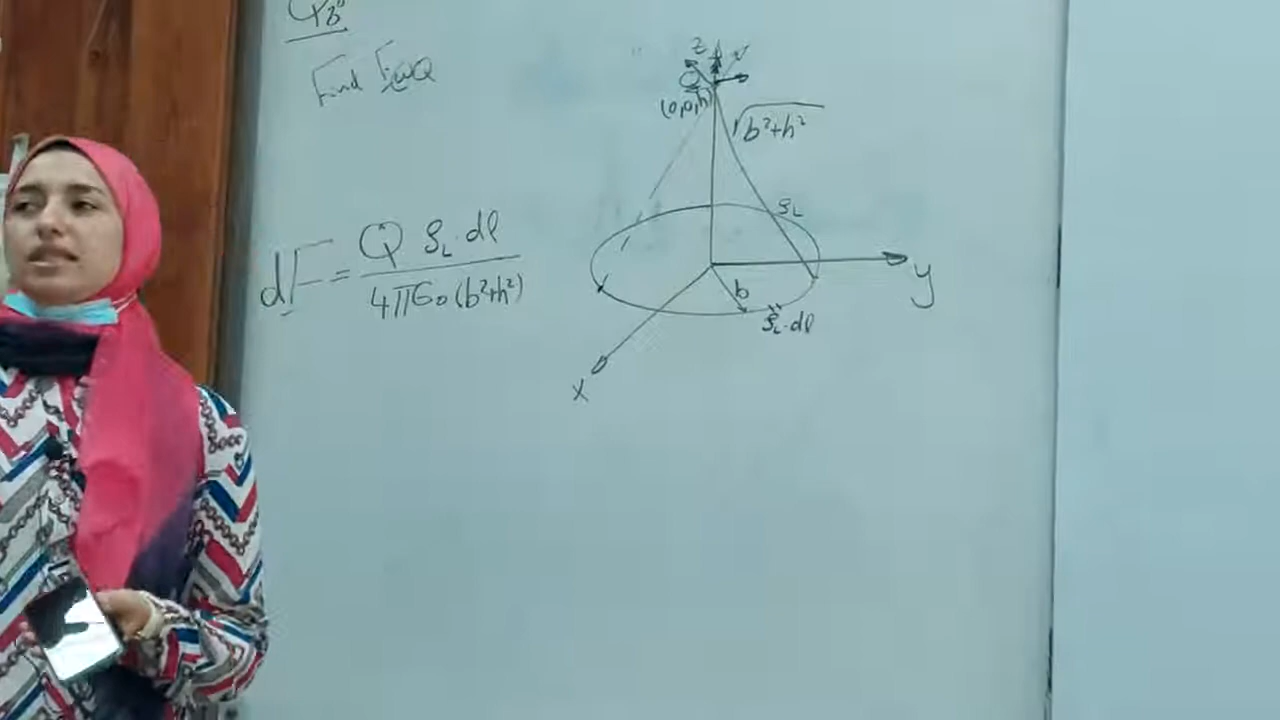 Find F on Q
dF = Q ρL.dl / 4πε0(b²+h²)
z
Q
(0,0,h)
√b²+h²
ρL
y
b
ρL.dl
x